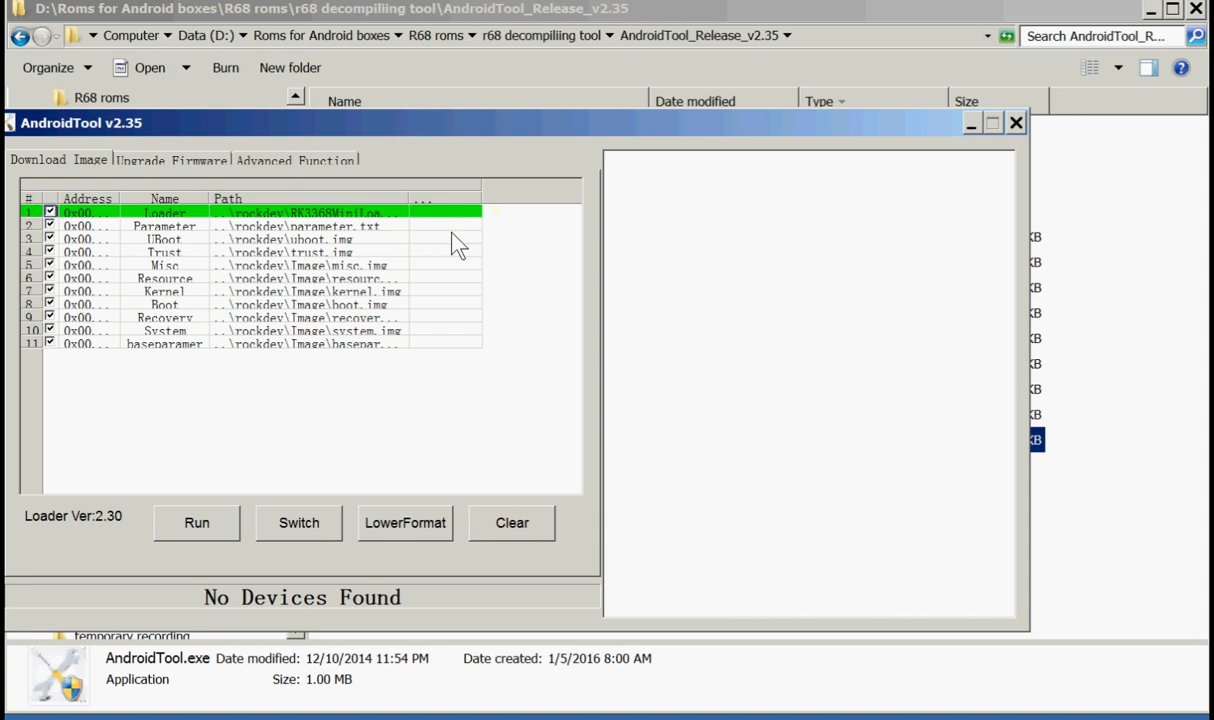 D:\Roms for Android boxes\R68 roms\r68 decompiliing tool\AndroidTool_Release_v2.35
Computer Data (D:) Roms for Android boxes R68 roms r68 decompiliing tool AndroidTool_Release_v2.35 Search AndroidTool_R...
Organize Open Burn New folder
R68 roms Name Date modified Type Size
AndroidTool v2.35
Download Image Upgrade Firmware Advanced Function
# Address Name Path ...
1 0x00... Loader ..\rockdev\RK3368MiniLoa...
2 0x00... Parameter ..\rockdev\parameter.txt
3 0x00... UBoot ..\rockdev\uboot.img
4 0x00... Trust ..\rockdev\trust.img
5 0x00... Misc ..\rockdev\Image\misc.img
6 0x00... Resource ..\rockdev\Image\resourc...
7 0x00... Kernel ..\rockdev\Image\kernel.img
8 0x00... Boot ..\rockdev\Image\boot.img
9 0x00... Recovery ..\rockdev\Image\recover...
10 0x00... System ..\rockdev\Image\system.img
11 0x00... baseparamer ..\rockdev\Image\basepar...
KB
KB
KB
KB
KB
KB
KB
KB
KB
Loader Ver:2.30 Run Switch LowerFormat Clear
No Devices Found
temporary recording
AndroidTool.exe Date modified: 12/10/2014 11:54 PM Date created: 1/5/2016 8:00 AM
Application Size: 1.00 MB